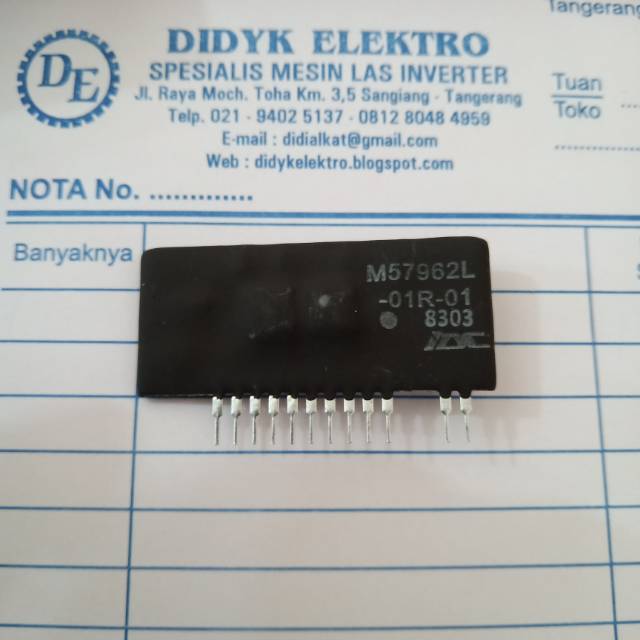 Tangerang
DIDYK ELEKTRO
SPESIALIS MESIN LAS INVERTER
Jl. Raya Moch. Toha Km. 3,5 Sangiang - Tangerang
Telp. 021 - 9402 5137 - 0812 8048 4959
E-mail : didialkat@gmail.com
Web : didykelektro.blogspot.com
DE
Tuan
Toko
NOTA No. .............
Banyaknya
M57962L
-01R-01
8303